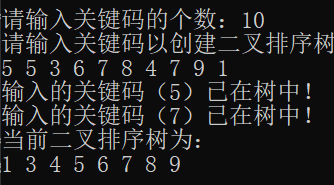 请输入关键码的个数：10
请输入关键码以创建二叉排序树
5 5 3 6 7 8 4 7 9 1
输入的关键码（5）已在树中！
输入的关键码（7）已在树中！
当前二叉排序树为：
1 3 4 5 6 7 8 9